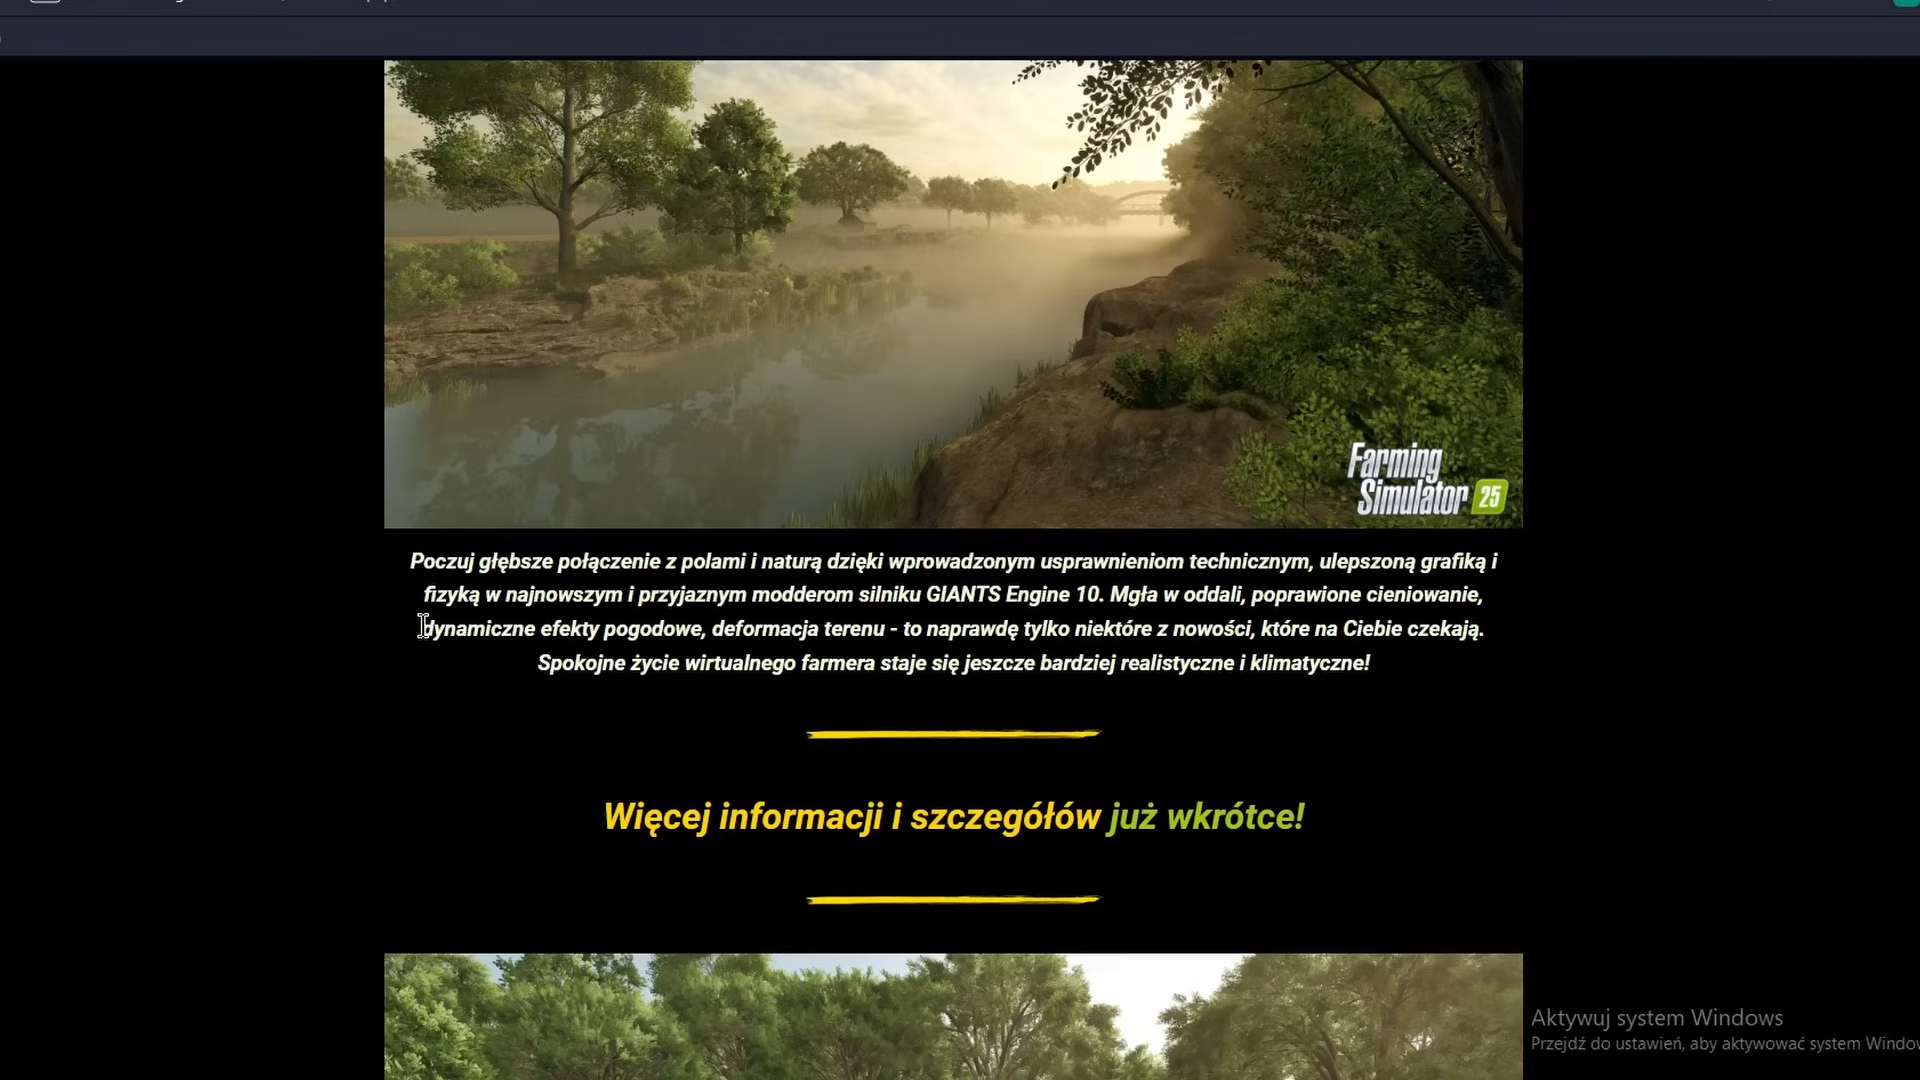 Farming
Simulator 25
Poczuj głębsze połączenie z polami i naturą dzięki wprowadzonym usprawnieniom technicznym, ulepszoną grafiką i
fizyką w najnowszym i przyjaznym modderom silniku GIANTS Engine 10. Mgła w oddali, poprawione cieniowanie,
dynamiczne efekty pogodowe, deformacja terenu - to naprawdę tylko niektóre z nowości, które na Ciebie czekają.
Spokojne życie wirtualnego farmera staje się jeszcze bardziej realistyczne i klimatyczne!
Więcej informacji i szczegółów już wkrótce!
Aktywuj system Windows
Przejdź do ustawień, aby aktywować system Window